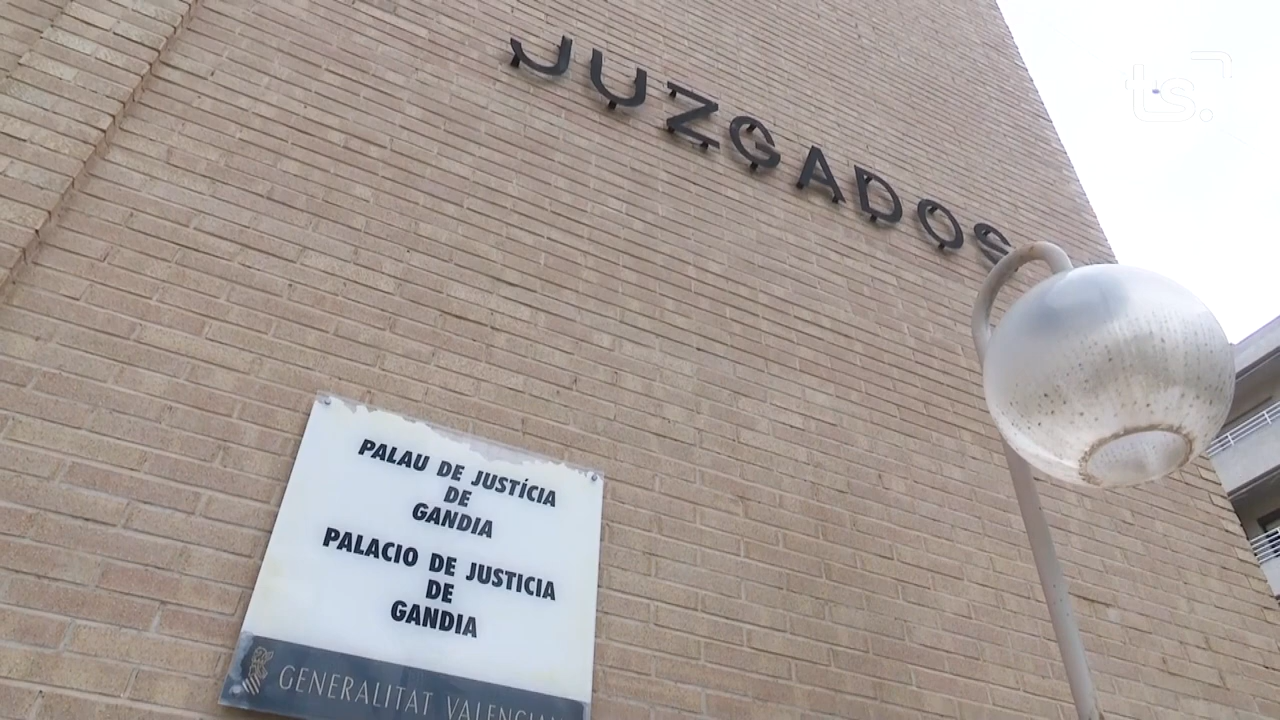 ts.
JUZGADOS
PALAU DE JUSTÍCIA
DE
GANDIA
PALACIO DE JUSTICIA
DE
GANDIA
GENERALITAT VALENCIANA